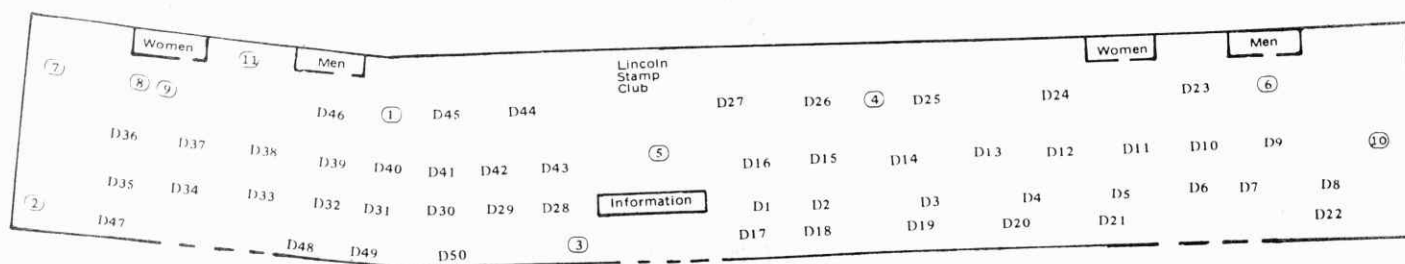 Women
11
Men
7
8 9
Lincoln
Stamp
Club
Women
Men
D46 1 D45 D44
D27 D26 4 D25 D24 D23 6
D36 D37 D38 D39 D40 D41 D42 D43
5
D16 D15 D14 D13 D12 D11 D10 D9 10
D35 D34 D33 D32 D31 D30 D29 D28
Information
D1 D2 D3 D4 D5 D6 D7 D8
2
D47 D48 D49 D50 3
D17 D18 D19 D20 D21 D22